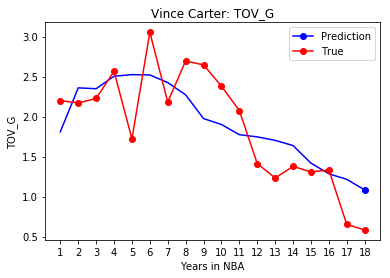 Vince Carter: TOV_G
Prediction
True
TOV_G
3.0
2.5
2.0
1.5
1.0
0.5
1 2 3 4 5 6 7 8 9 10 11 12 13 14 15 16 17 18
Years in NBA